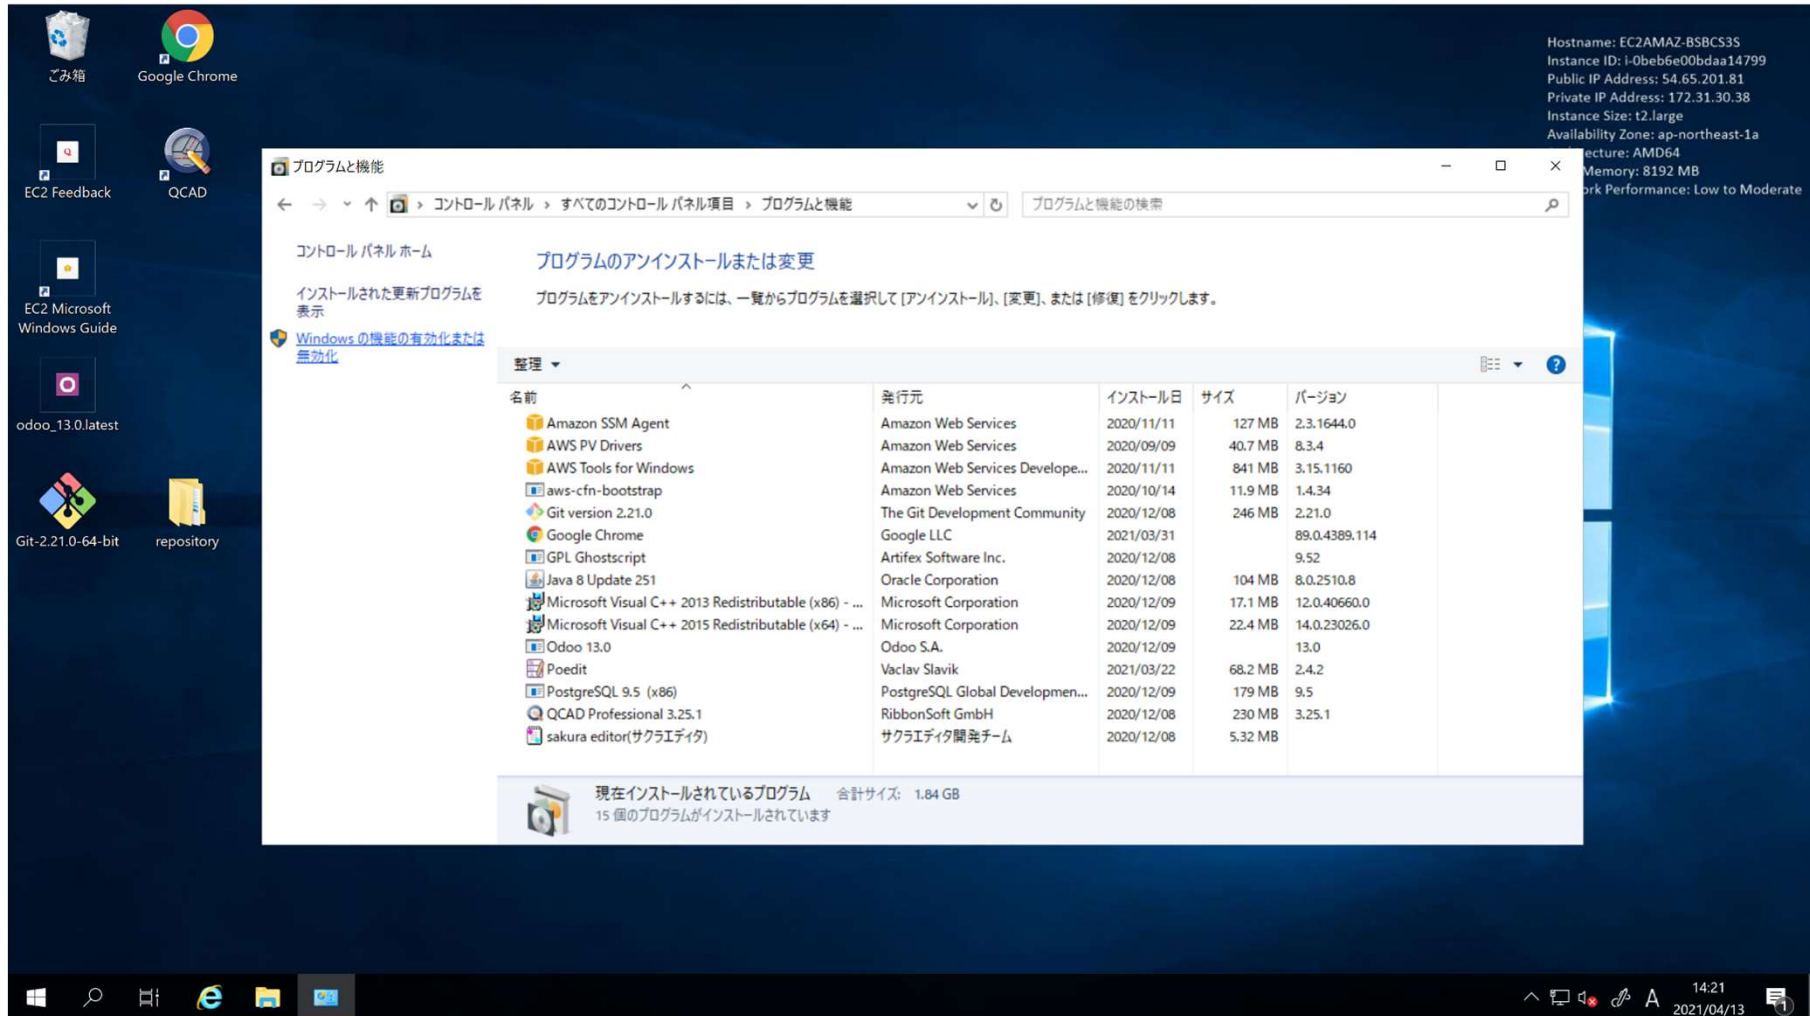 ごみ箱
Google Chrome
EC2 Feedback
QCAD
EC2 Microsoft
Windows Guide
odoo_13.0.latest
Git-2.21.0-64-bit
repository
Hostname: EC2AMAZ-BSBCS3S
Instance ID: i-0beb6e00bdaa14799
Public IP Address: 54.65.201.81
Private IP Address: 172.31.30.38
Instance Size: t2.large
Availability Zone: ap-northeast-1a
ecture: AMD64
Memory: 8192 MB
ork Performance: Low to Moderate
プログラムと機能
コントロール パネル › すべてのコントロール パネル項目 › プログラムと機能
プログラムと機能の検索
コントロール パネル ホーム
インストールされた更新プログラムを
表示
Windows の機能の有効化または
無効化
プログラムのアンインストールまたは変更
プログラムをアンインストールするには、一覧からプログラムを選択して [アンインストール]、[変更]、または [修復] をクリックします。
整理
名前 発行元 インストール日 サイズ バージョン
Amazon SSM Agent Amazon Web Services 2020/11/11 127 MB 2.3.1644.0
AWS PV Drivers Amazon Web Services 2020/09/09 40.7 MB 8.3.4
AWS Tools for Windows Amazon Web Services Develope... 2020/11/11 841 MB 3.15.1160
aws-cfn-bootstrap Amazon Web Services 2020/10/14 11.9 MB 1.4.34
Git version 2.21.0 The Git Development Community 2020/12/08 246 MB 2.21.0
Google Chrome Google LLC 2021/03/31 89.0.4389.114
GPL Ghostscript Artifex Software Inc. 2020/12/08 9.52
Java 8 Update 251 Oracle Corporation 2020/12/08 104 MB 8.0.2510.8
Microsoft Visual C++ 2013 Redistributable (x86) - ... Microsoft Corporation 2020/12/09 17.1 MB 12.0.40660.0
Microsoft Visual C++ 2015 Redistributable (x64) - ... Microsoft Corporation 2020/12/09 22.4 MB 14.0.23026.0
Odoo 13.0 Odoo S.A. 2020/12/09 13.0
Poedit Vaclav Slavik 2021/03/22 68.2 MB 2.4.2
PostgreSQL 9.5 (x86) PostgreSQL Global Developmen... 2020/12/09 179 MB 9.5
QCAD Professional 3.25.1 RibbonSoft GmbH 2020/12/08 230 MB 3.25.1
sakura editor(サクラエディタ) サクラエディタ開発チーム 2020/12/08 5.32 MB
現在インストールされているプログラム 合計サイズ: 1.84 GB
15 個のプログラムがインストールされています
A
14:21
2021/04/13
1